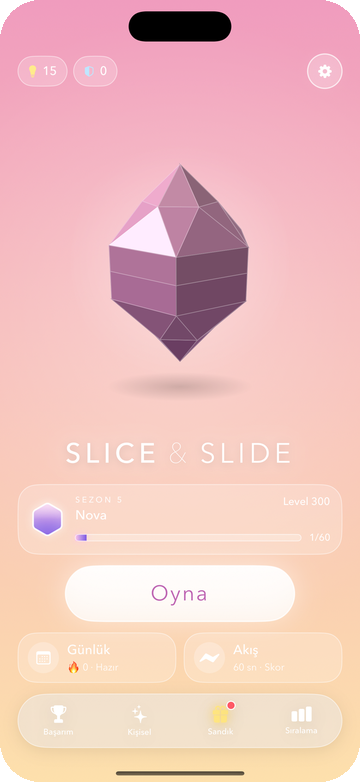 15
0
SLICE & SLIDE
SEZON 5
Level 300
Nova
1/60
Oyna
Günlük
🔥 0 · Hazır
Akış
60 sn · Skor
Başarım
Kişisel
Sandık
Sıralama